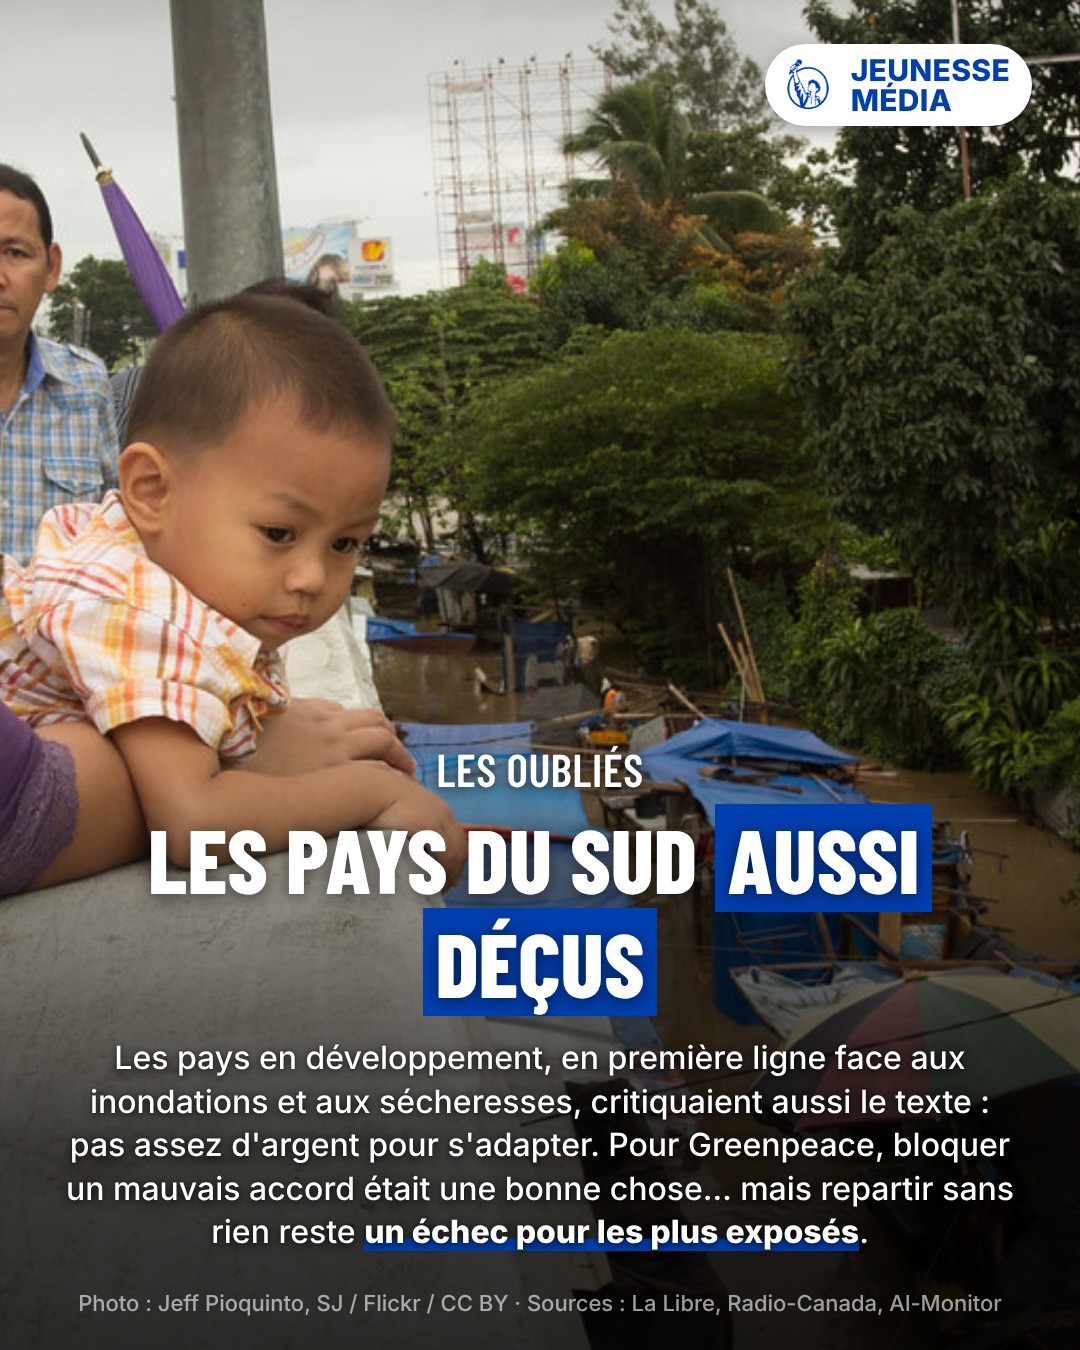 JEUNESSE
MÉDIA
LES OUBLIÉS
LES PAYS DU SUD AUSSI
DÉÇUS
Les pays en développement, en première ligne face aux
inondations et aux sécheresses, critiquaient aussi le texte :
pas assez d'argent pour s'adapter. Pour Greenpeace, bloquer
un mauvais accord était une bonne chose... mais repartir sans
rien reste un échec pour les plus exposés.
Photo : Jeff Pioquinto, SJ / Flickr / CC BY · Sources : La Libre, Radio-Canada, Al-Monitor